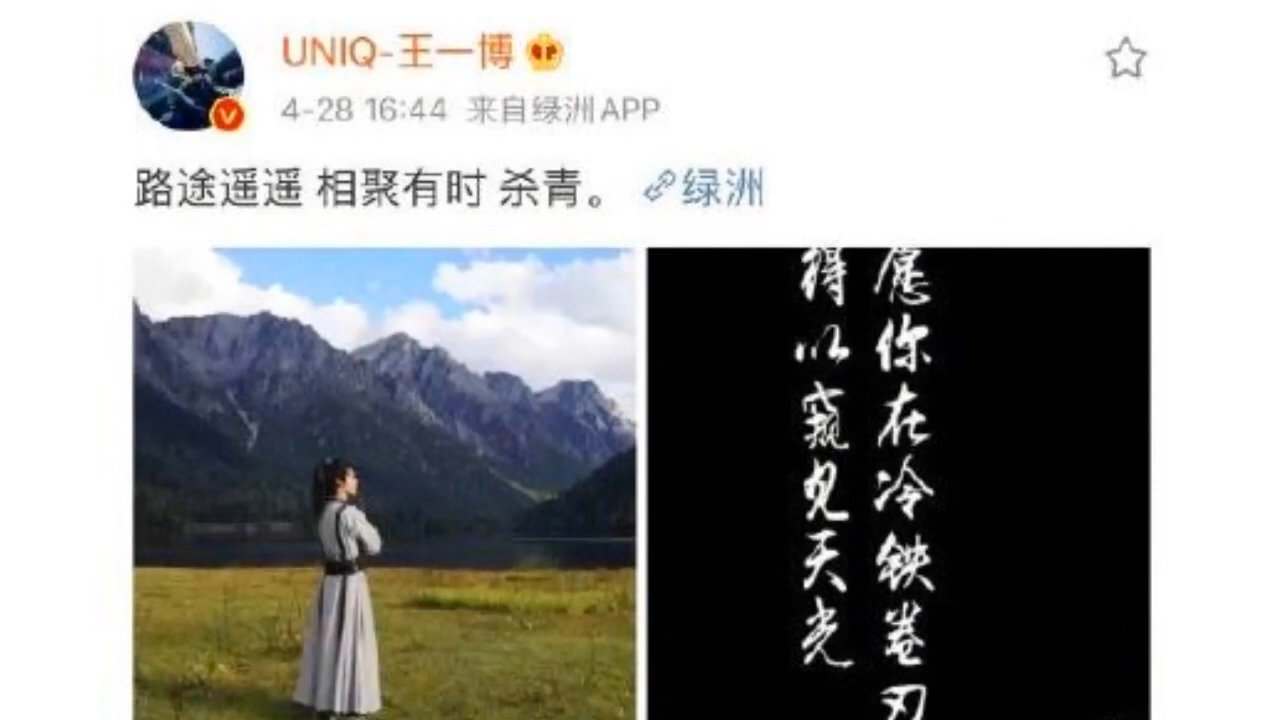 UNIQ-王一博
4-28 16:44 来自绿洲APP
路途遥遥 相聚有时 杀青。 绿洲
愿你在冷铁卷刃
得以窥见天光